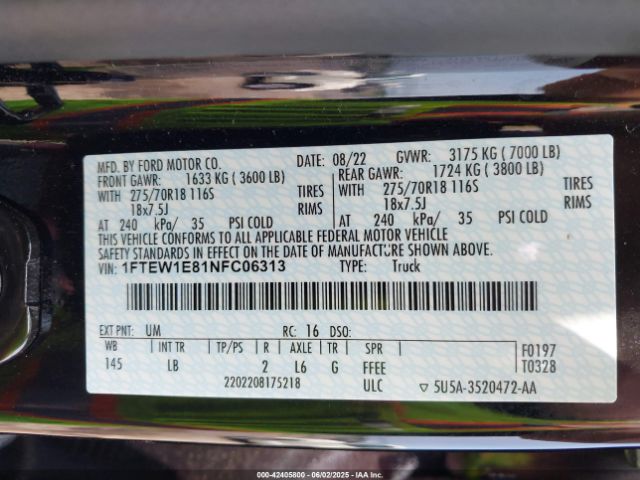 MFD. BY FORD MOTOR CO.
DATE: 08/22 GVWR: 3175 KG ( 7000 LB)
FRONT GAWR: 1633 KG ( 3600 LB) REAR GAWR: 1724 KG ( 3800 LB)
WITH 275/70R18 116S TIRES WITH 275/70R18 116S TIRES
18x7.5J RIMS 18x7.5J RIMS
AT 240 kPa/ 35 PSI COLD AT 240 kPa/ 35 PSI COLD
THIS VEHICLE CONFORMS TO ALL APPLICABLE FEDERAL MOTOR VEHICLE
SAFETY STANDARDS IN EFFECT ON THE DATE OF MANUFACTURE SHOWN ABOVE.
VIN: 1FTEW1E81NFC06313 TYPE: Truck
EXT PNT: UM RC: 16 DSO:
WB LB TP/PS R AXLE TR SPR F0197
145 2 L6 G FFEE T0328
2202208175218 ULC ▽ 5U5A-3520472-AA
000-42405800 - 06/02/2025 - IAAI.COM